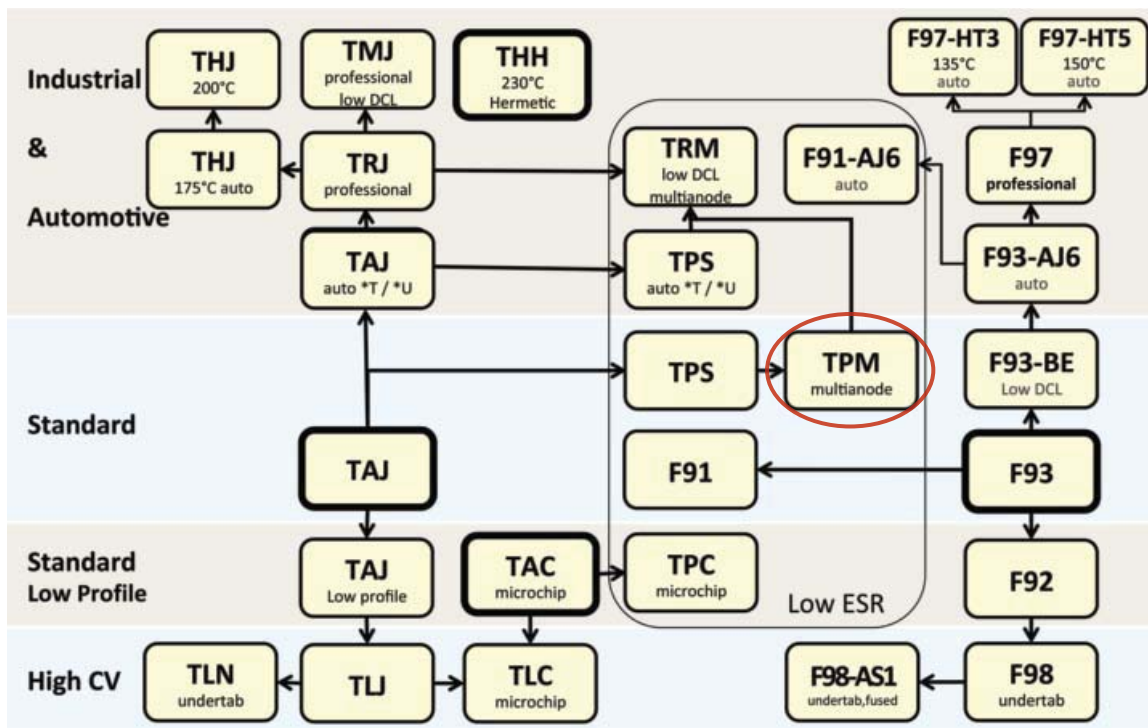 Industrial
&
Automotive
THJ
200°C
TMJ
professional
low DCL
THH
230°C
Hermetic
F97-HT3
135°C
auto
F97-HT5
150°C
auto
THJ
175°C auto
TRJ
professional
TRM
low DCL
multianode
F91-AJ6
auto
F97
professional
TAJ
auto *T / *U
TPS
auto *T / *U
F93-AJ6
auto
Standard
TPS
TPM
multianode
F93-BE
Low DCL
TAJ
F91
F93
Standard
Low Profile
TAJ
Low profile
TAC
microchip
TPC
microchip
Low ESR
F92
High CV
TLN
undertab
TLJ
TLC
microchip
F98-AS1
undertab,fused
F98
undertab